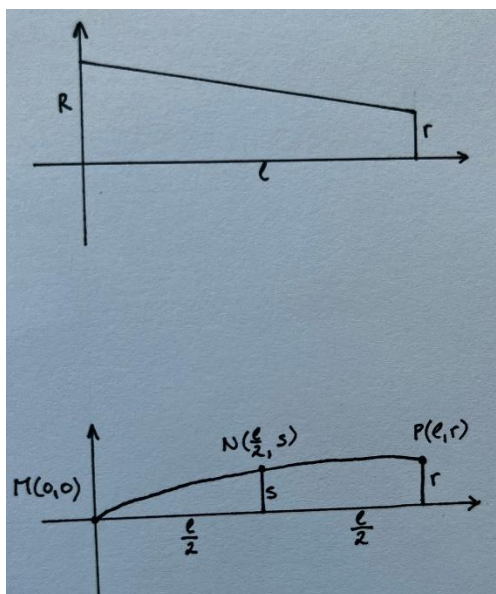 R
r
ℓ
N(ℓ/2, s)
P(ℓ,r)
M(0,0)
s
r
ℓ/2
ℓ/2